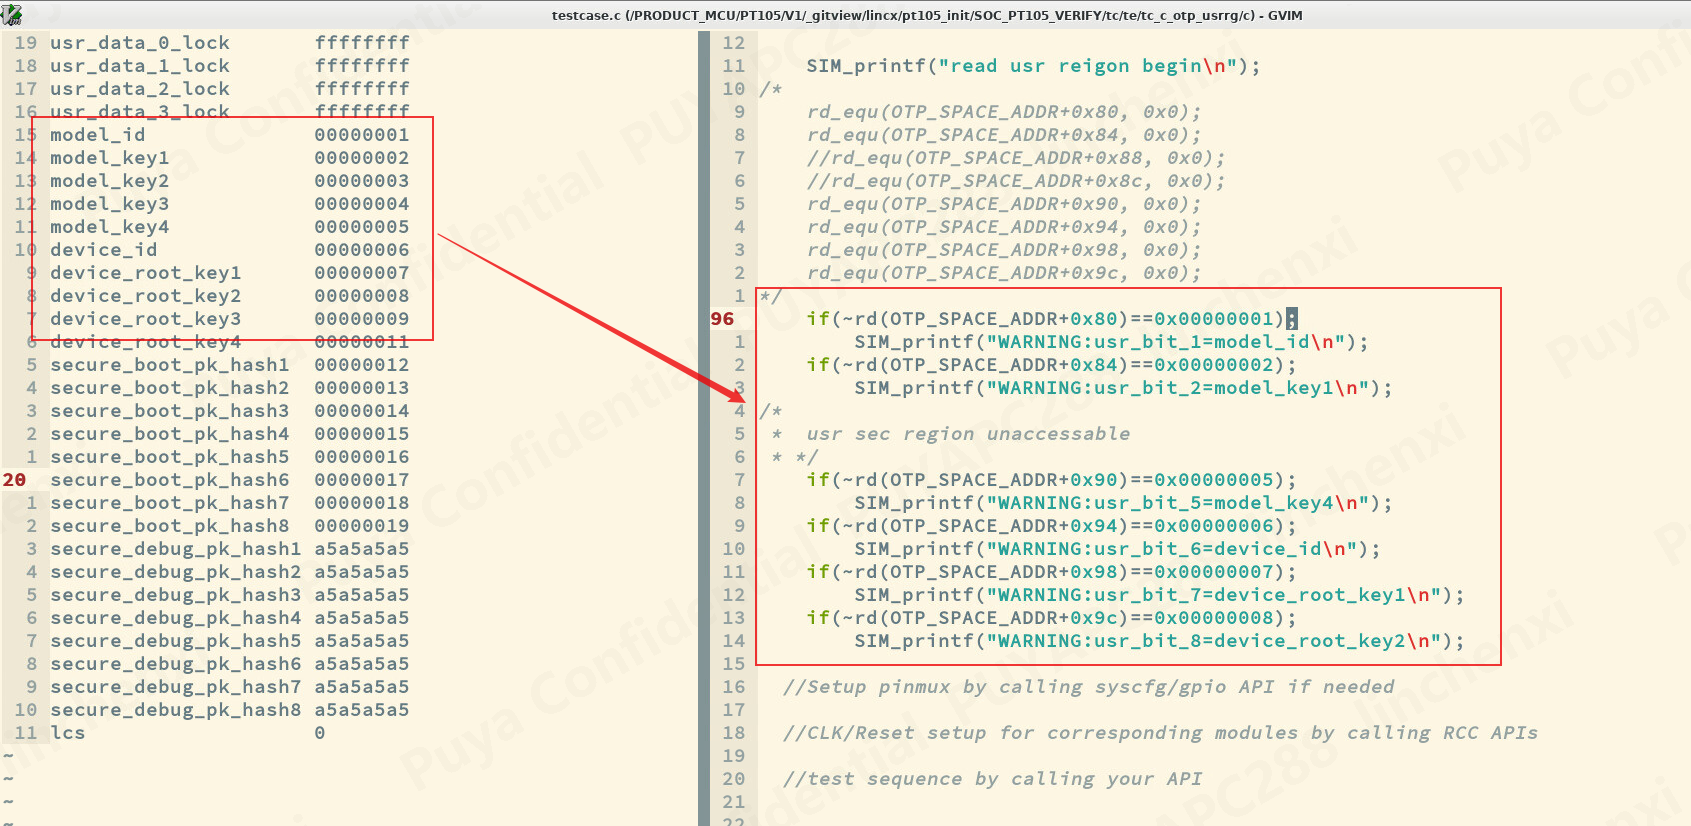 testcase.c (/PRODUCT_MCU/PT105/V1/_gitview/lincx/pt105_init/SOC_PT105_VERIFY/tc/te/tc_c_otp_usrrg/c) - GVIM
19 usr_data_0_lock ffffffff
18 usr_data_1_lock ffffffff
17 usr_data_2_lock ffffffff
16 usr_data_3_lock ffffffff
15 model_id 00000001
14 model_key1 00000002
13 model_key2 00000003
12 model_key3 00000004
11 model_key4 00000005
10 device_id 00000006
9 device_root_key1 00000007
8 device_root_key2 00000008
7 device_root_key3 00000009
6 device_root_key4 00000011
5 secure_boot_pk_hash1 00000012
4 secure_boot_pk_hash2 00000013
3 secure_boot_pk_hash3 00000014
2 secure_boot_pk_hash4 00000015
1 secure_boot_pk_hash5 00000016
20 secure_boot_pk_hash6 00000017
1 secure_boot_pk_hash7 00000018
2 secure_boot_pk_hash8 00000019
3 secure_debug_pk_hash1 a5a5a5a5
4 secure_debug_pk_hash2 a5a5a5a5
5 secure_debug_pk_hash3 a5a5a5a5
6 secure_debug_pk_hash4 a5a5a5a5
7 secure_debug_pk_hash5 a5a5a5a5
8 secure_debug_pk_hash6 a5a5a5a5
9 secure_debug_pk_hash7 a5a5a5a5
10 secure_debug_pk_hash8 a5a5a5a5
11 lcs 0
~
~
~
~
12
11 SIM_printf("read usr reigon begin\n");
10 /*
9 rd_equ(OTP_SPACE_ADDR+0x80, 0x0);
8 rd_equ(OTP_SPACE_ADDR+0x84, 0x0);
7 //rd_equ(OTP_SPACE_ADDR+0x88, 0x0);
6 //rd_equ(OTP_SPACE_ADDR+0x8c, 0x0);
5 rd_equ(OTP_SPACE_ADDR+0x90, 0x0);
4 rd_equ(OTP_SPACE_ADDR+0x94, 0x0);
3 rd_equ(OTP_SPACE_ADDR+0x98, 0x0);
2 rd_equ(OTP_SPACE_ADDR+0x9c, 0x0);
1 */
96 if(~rd(OTP_SPACE_ADDR+0x80)==0x00000001);
1 SIM_printf("WARNING:usr_bit_1=model_id\n");
2 if(~rd(OTP_SPACE_ADDR+0x84)==0x00000002);
3 SIM_printf("WARNING:usr_bit_2=model_key1\n");
4 /*
5 * usr sec region unaccessable
6 * */
7 if(~rd(OTP_SPACE_ADDR+0x90)==0x00000005);
8 SIM_printf("WARNING:usr_bit_5=model_key4\n");
9 if(~rd(OTP_SPACE_ADDR+0x94)==0x00000006);
10 SIM_printf("WARNING:usr_bit_6=device_id\n");
11 if(~rd(OTP_SPACE_ADDR+0x98)==0x00000007);
12 SIM_printf("WARNING:usr_bit_7=device_root_key1\n");
13 if(~rd(OTP_SPACE_ADDR+0x9c)==0x00000008);
14 SIM_printf("WARNING:usr_bit_8=device_root_key2\n");
15
16 //Setup pinmux by calling syscfg/gpio API if needed
17
18 //CLK/Reset setup for corresponding modules by calling RCC APIs
19
20 //test sequence by calling your API
21
22
Puya Confidential PUYAPC288 linchenxi